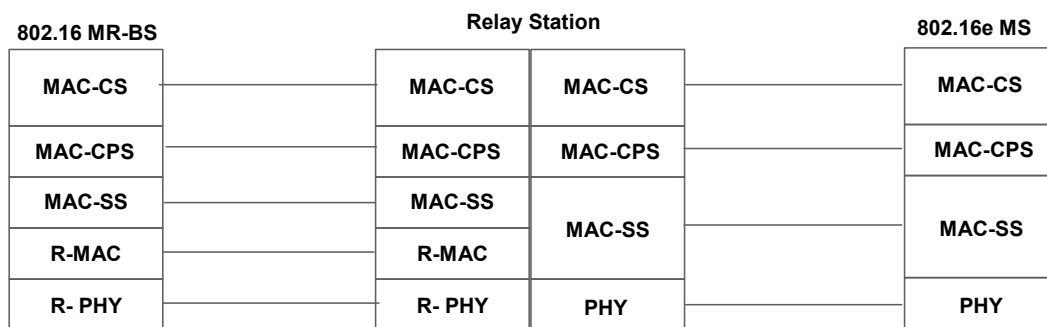 802.16 MR-BS
Relay Station
802.16e MS
MAC-CS
MAC-CS
MAC-CS
MAC-CS
MAC-CPS
MAC-CPS
MAC-CPS
MAC-CPS
MAC-SS
MAC-SS
MAC-SS
MAC-SS
R-MAC
R-MAC
R- PHY
R- PHY
PHY
PHY